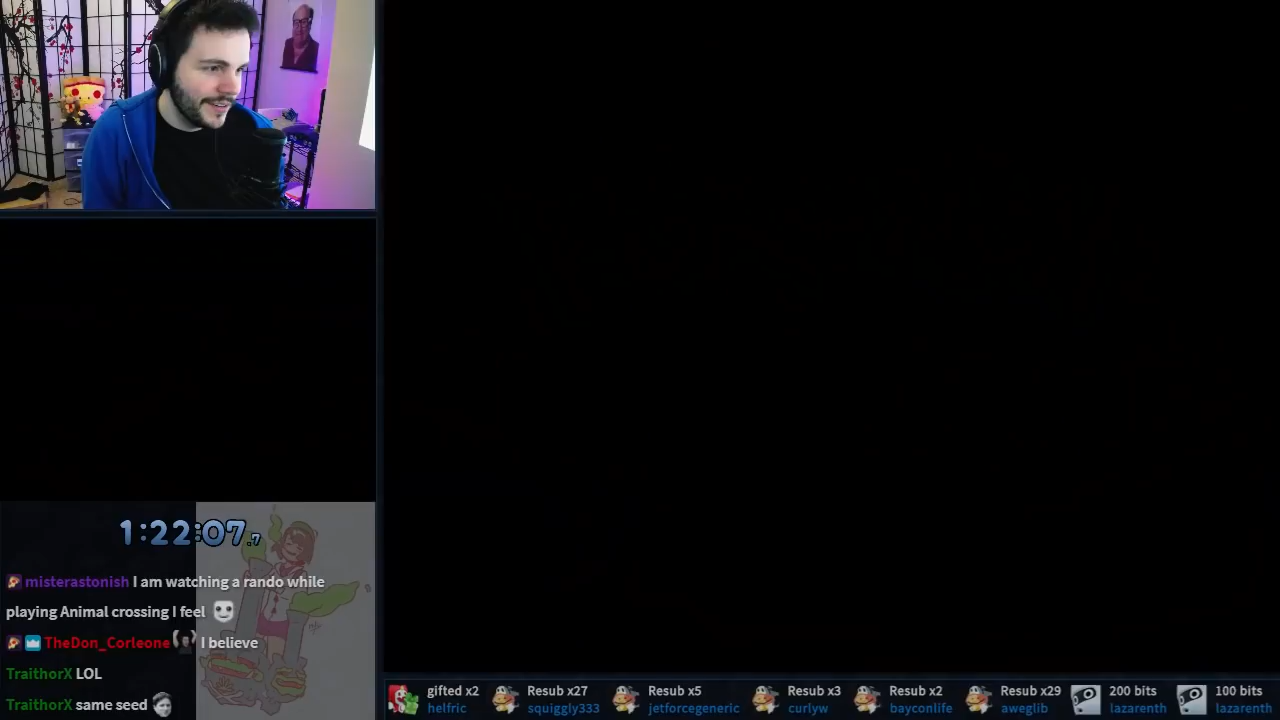 1:22:07.7
misterastonish I am watching a rando while
playing Animal crossing I feel
TheDon_Corleone I believe
TraithorX LOL
TraithorX same seed
gifted x2 Resub x27 Resub x5 Resub x3 Resub x2 Resub x29 200 bits 100 bits
helfric squiggly333 jetforcegeneric curlyw bayconlife aweglib lazarenth lazarenth